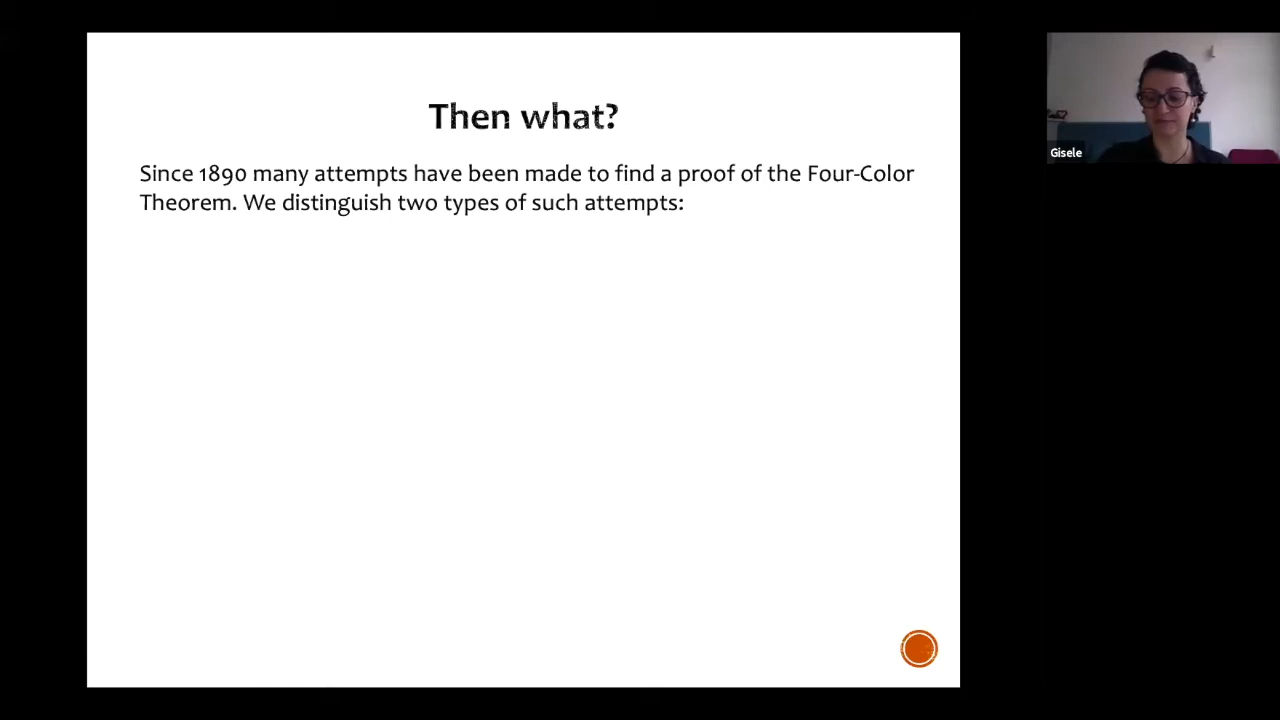 Then what?
Since 1890 many attempts have been made to find a proof of the Four-Color
Theorem. We distinguish two types of such attempts:
Gisele